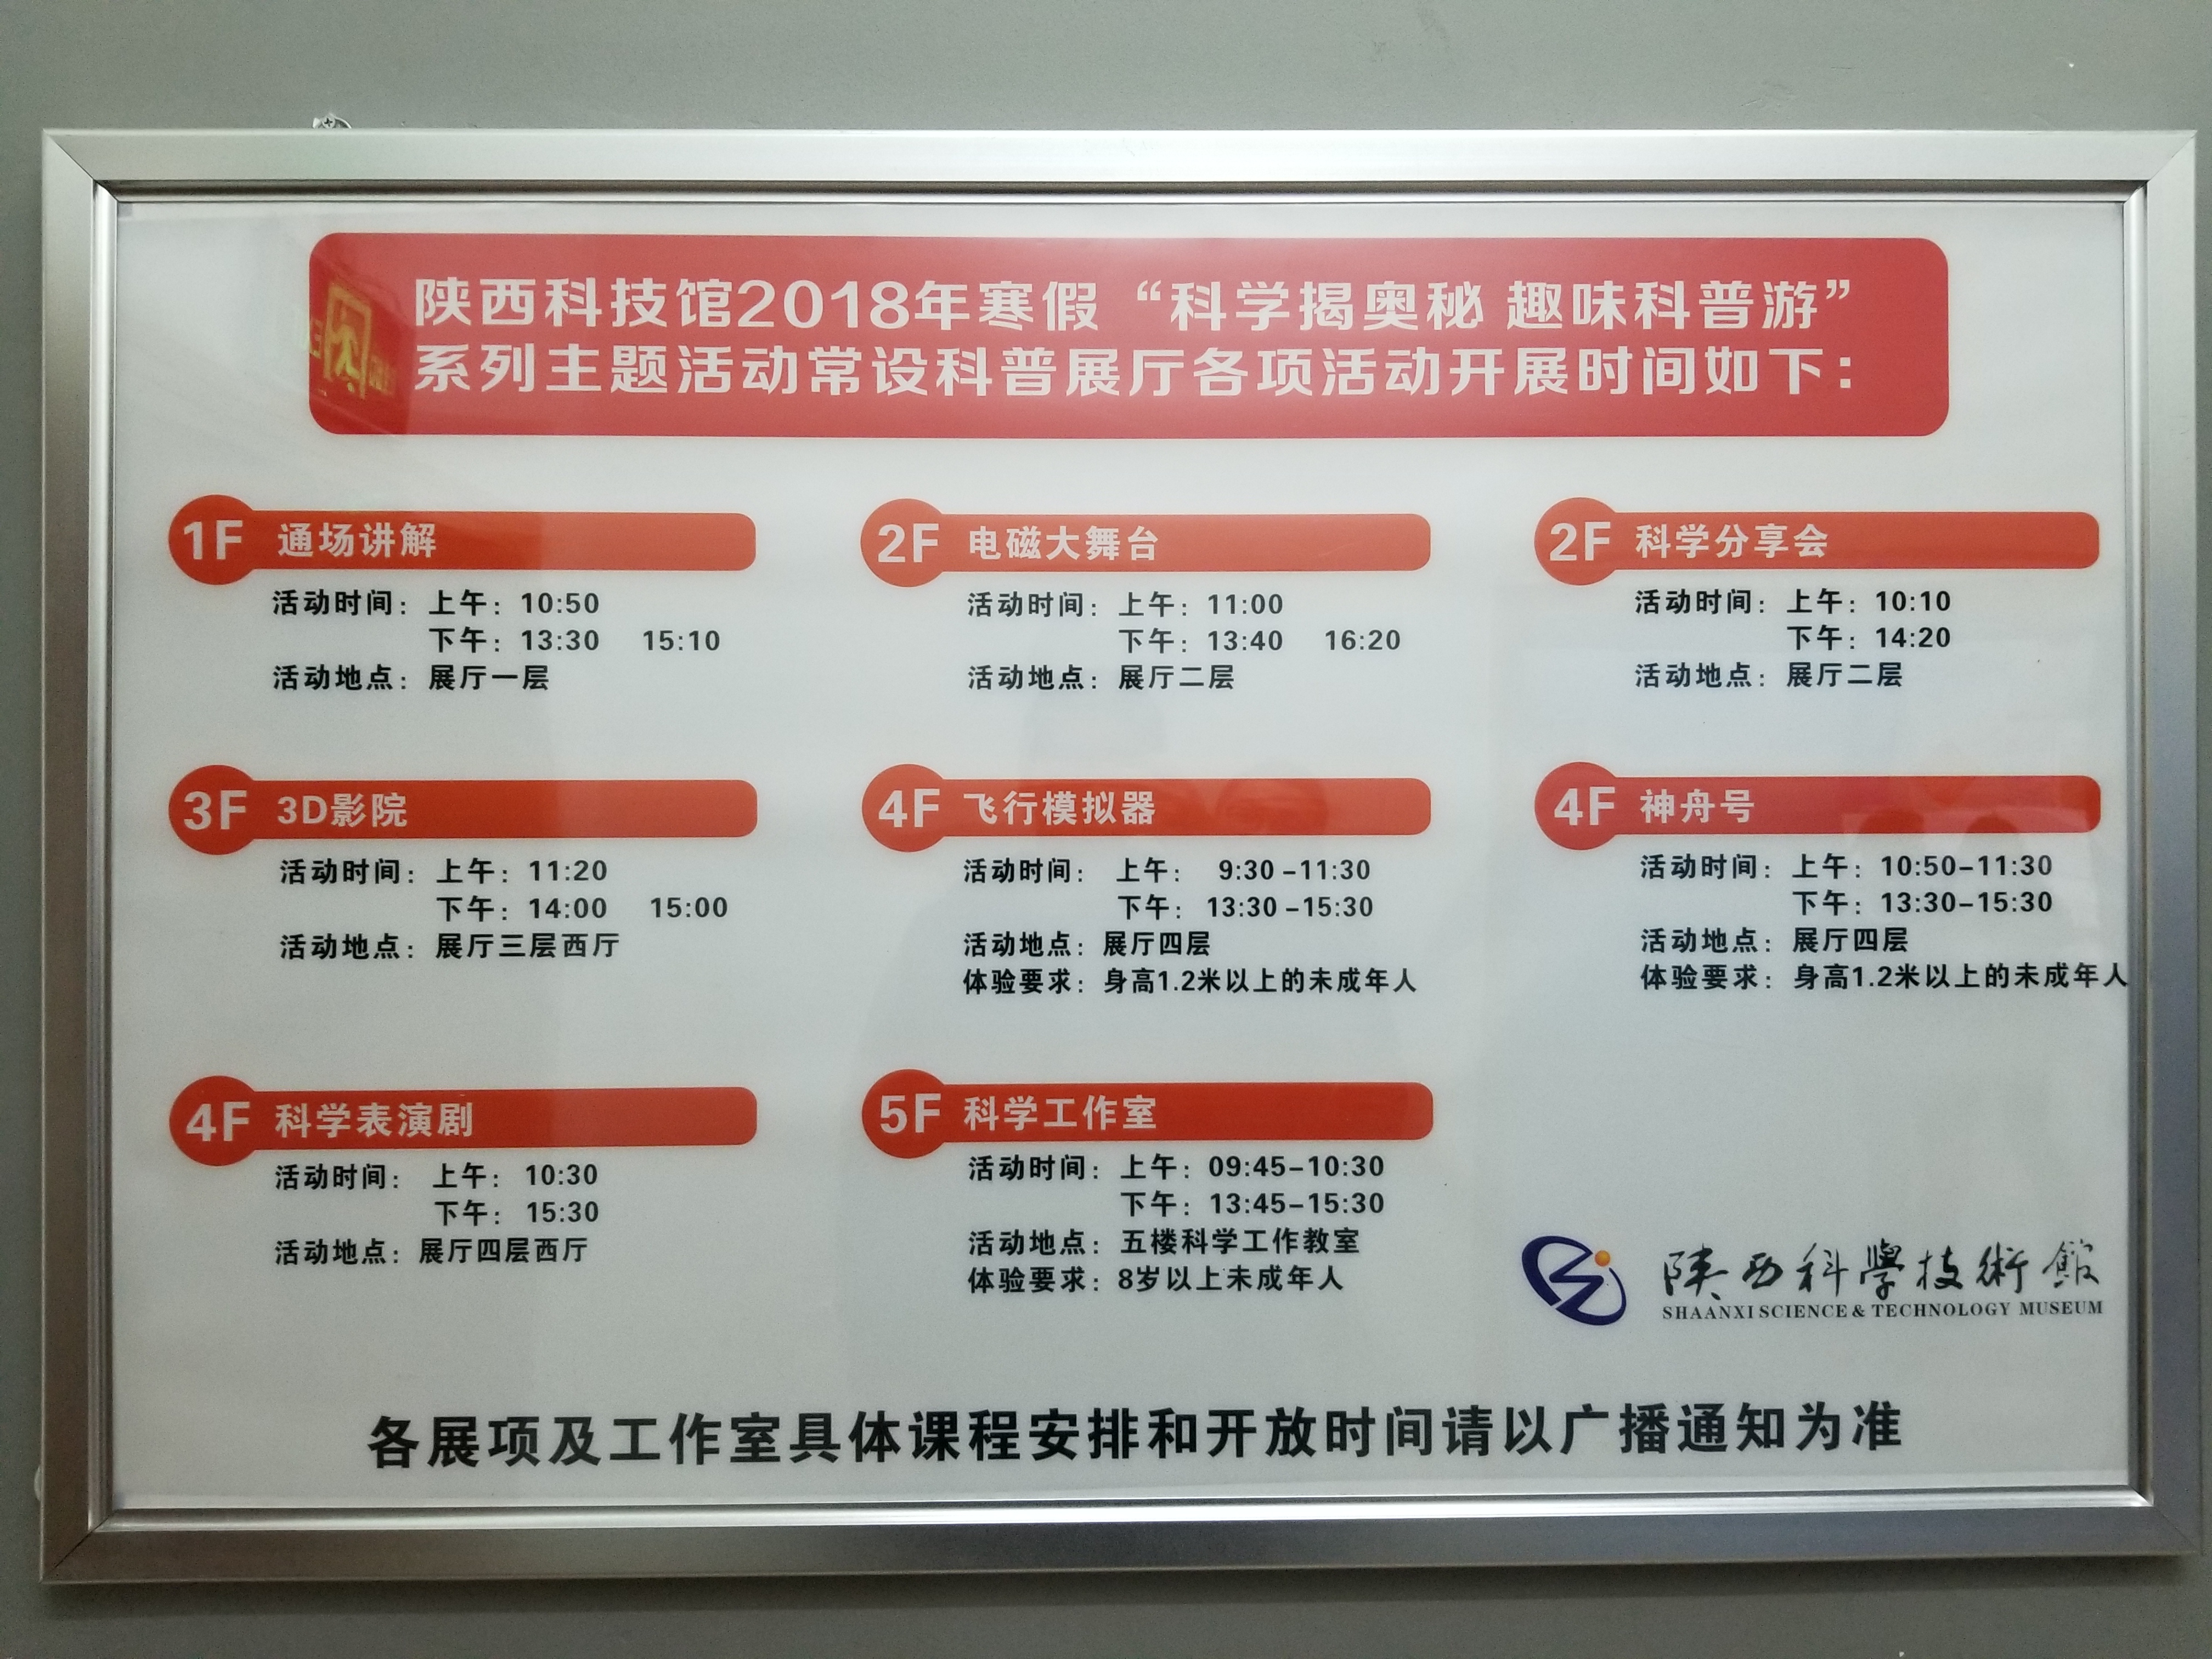 陕西科技馆2018年寒假“科学揭奥秘 趣味科普游”
系列主题活动常设科普展厅各项活动开展时间如下：
1F 通场讲解
活动时间：上午：10:50
下午：13:30 15:10
活动地点：展厅一层
2F 电磁大舞台
活动时间：上午：11:00
下午：13:40 16:20
活动地点：展厅二层
2F 科学分享会
活动时间：上午：10:10
下午：14:20
活动地点：展厅二层
3F 3D影院
活动时间：上午：11:20
下午：14:00 15:00
活动地点：展厅三层西厅
4F 飞行模拟器
活动时间： 上午： 9:30-11:30
下午： 13:30-15:30
活动地点：展厅四层
体验要求：身高1.2米以上的未成年人
4F 神舟号
活动时间：上午：10:50-11:30
下午：13:30-15:30
活动地点：展厅四层
体验要求：身高1.2米以上的未成年人
4F 科学表演剧
活动时间： 上午： 10:30
下午： 15:30
活动地点：展厅四层西厅
5F 科学工作室
活动时间：上午：09:45-10:30
下午：13:45-15:30
活动地点：五楼科学工作教室
体验要求：8岁以上未成年人
陕西科學技術館
SHAANXI SCIENCE & TECHNOLOGY MUSEUM
各展项及工作室具体课程安排和开放时间请以广播通知为准